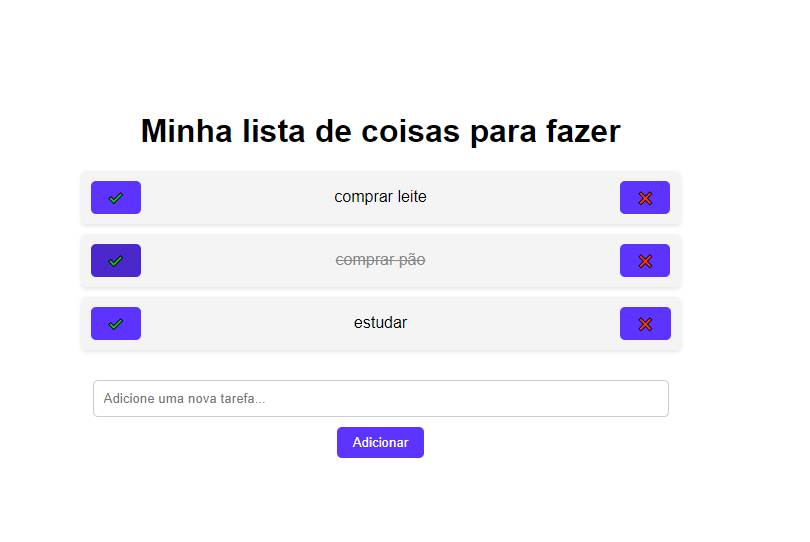 Minha lista de coisas para fazer
comprar leite
comprar pão
estudar
Adicione uma nova tarefa...
Adicionar